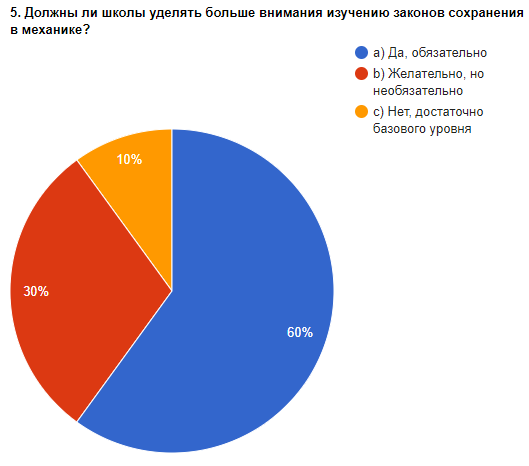 5. Должны ли школы уделять больше внимания изучению законов сохранения
в механике?
a) Да, обязательно
b) Желательно, но
необязательно
c) Нет, достаточно
базового уровня
10%
30%
60%